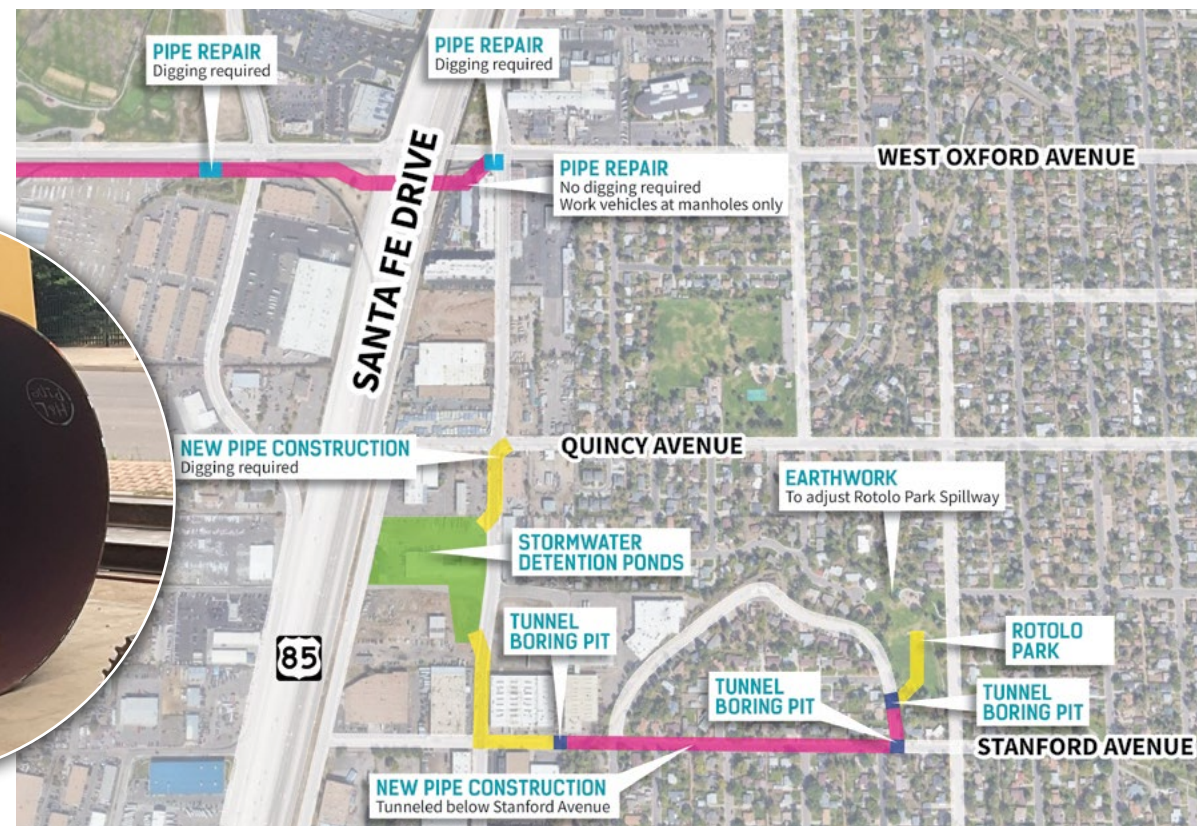 PIPE REPAIR
Digging required
PIPE REPAIR
Digging required
WEST OXFORD AVENUE
PIPE REPAIR
No digging required
Work vehicles at manholes only
SANTA FE DRIVE
H&L
PIPE
NEW PIPE CONSTRUCTION
Digging required
QUINCY AVENUE
EARTHWORK
To adjust Rotolo Park Spillway
STORMWATER
DETENTION PONDS
TUNNEL
BORING PIT
ROTOLO
PARK
85
TUNNEL
BORING PIT
TUNNEL
BORING PIT
STANFORD AVENUE
NEW PIPE CONSTRUCTION
Tunneled below Stanford Avenue